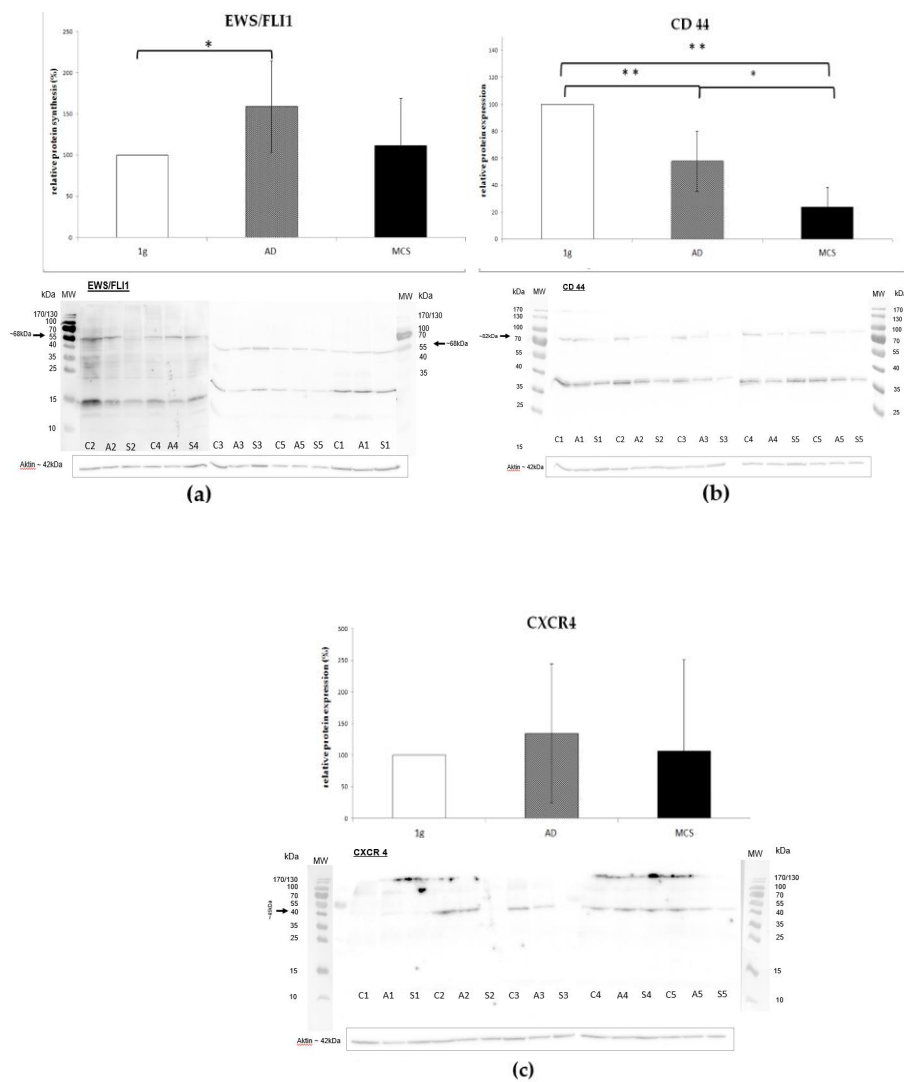 EWS/FLI1
*
relative protein synthesis (%)
250
200
150
100
50
0
1g AD MCS
CD 44
**
** *
relative protein expression
140
120
100
80
60
40
20
0
1g AD MCS
EWS/FLI1
kDa MW
170/130
100
70
~68kDa
55
40
35
25
15
10
MW kDa
170/130
100
70
55
~68kDa
40
35
C2 A2 S2 C4 A4 S4 C3 A3 S3 C5 A5 S5 C1 A1 S1
Aktin ~ 42kDa
(a)
CD 44
kDa MW
170
130
100
~82kDa
70
55
40
35
25
15
MW kDa
170
130
100
70
55
40
35
25
C1 A1 S1 C2 A2 S2 C3 A3 S3 C4 A4 S5 C5 A5 S5
Aktin ~ 42kDa
(b)
CXCR4
relative protein expression (%)
300
250
200
150
100
50
0
1g AD MCS
CXCR 4
kDa MW
170/130
100
70
55
40
35
25
15
10
MW kDa
170/130
100
70
55
40
35
25
15
10
C1 A1 S1 C2 A2 S2 C3 A3 S3 C4 A4 S4 C5 A5 S5
Aktin ~ 42kDa
(c)